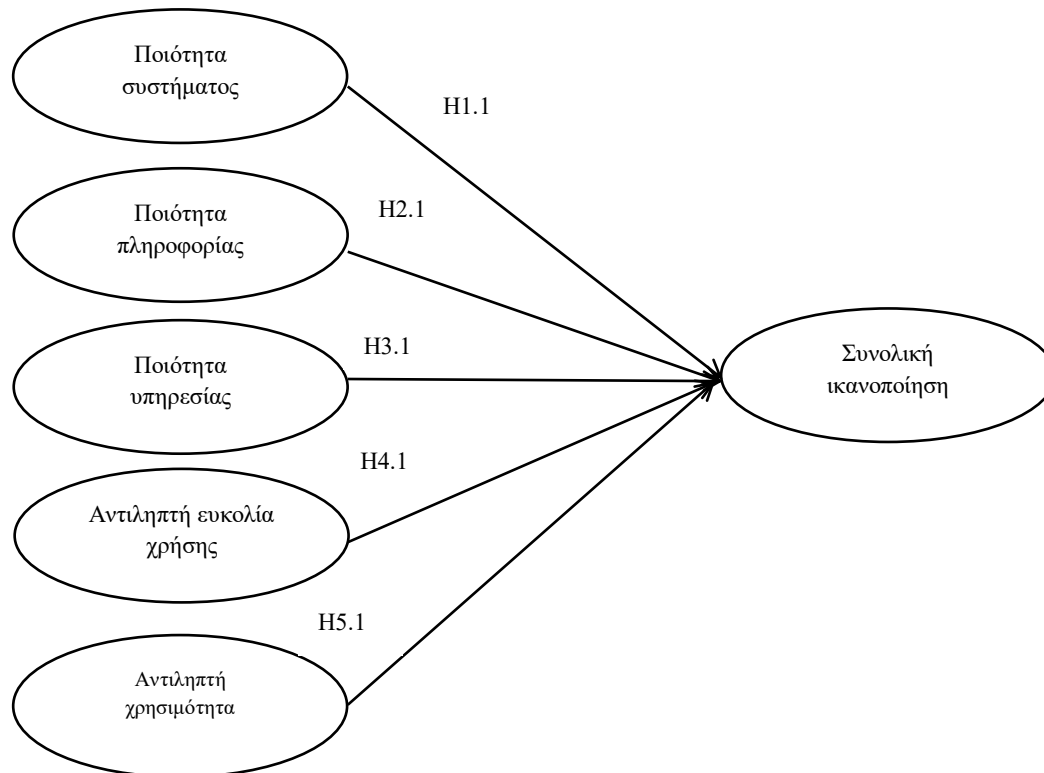 Ποιότητα
συστήματος
H1.1
Ποιότητα
πληροφορίας
H2.1
Ποιότητα
υπηρεσίας
H3.1
Συνολική
ικανοποίηση
Αντιληπτή ευκολία
χρήσης
H4.1
Αντιληπτή
χρησιμότητα
H5.1